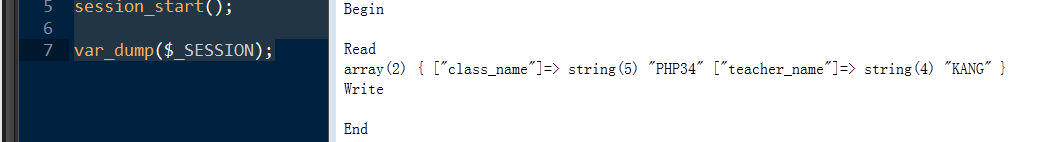 5 session_start();
6
7 var_dump($_SESSION);
Begin
Read
array(2) { ["class_name"]=> string(5) "PHP34" ["teacher_name"]=> string(4) "KANG" }
Write
End